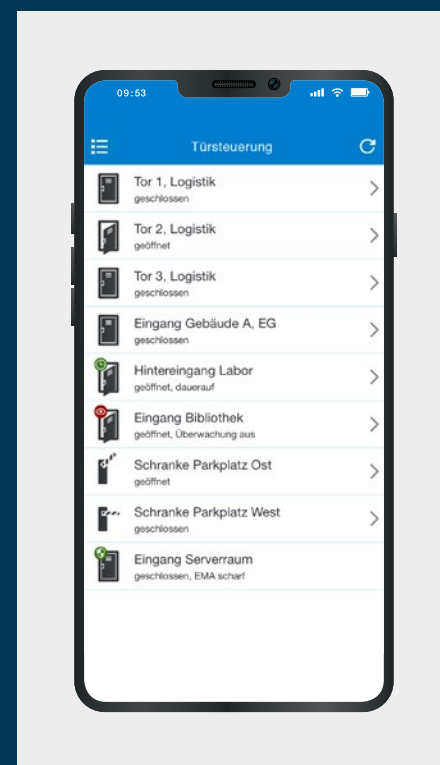 09:53
Türsteuerung
Tor 1, Logistik
geschlossen
Tor 2, Logistik
geöffnet
Tor 3, Logistik
geschlossen
Eingang Gebäude A, EG
geschlossen
Hintereingang Labor
geöffnet, dauerauf
Eingang Bibliothek
geöffnet, Überwachung aus
Schranke Parkplatz Ost
geöffnet
Schranke Parkplatz West
geschlossen
Eingang Serverraum
geschlossen, EMA scharf